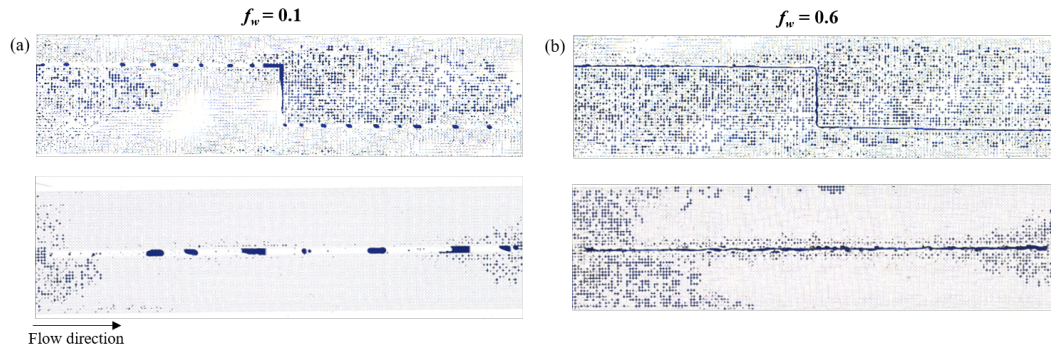 f_w = 0.1
f_w = 0.6
(a)
(b)
Flow direction